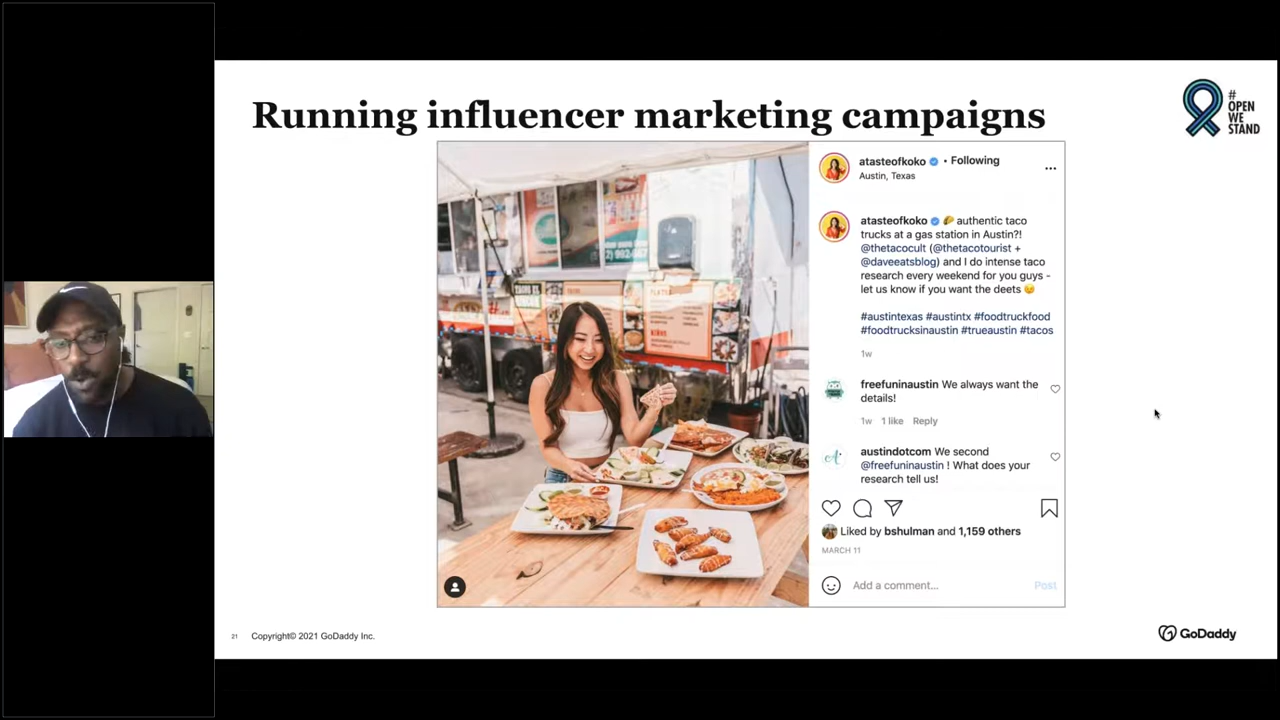 Running influencer marketing campaigns
#
OPEN
WE
STAND
atasteofkoko • Following
Austin, Texas
atasteofkoko 🌮 authentic taco
trucks at a gas station in Austin?!
@thetacocult (@thetacotourist +
@daveeatsblog) and I do intense taco
research every weekend for you guys -
let us know if you want the deets 😋
#austintexas #austintx #foodtruckfood
#foodtrucksinaustin #trueaustin #tacos
1w
freefuninaustin We always want the
details!
1w 1 like Reply
austindotcom We second
@freefuninaustin ! What does your
research tell us!
Liked by bshulman and 1,159 others
MARCH 11
Add a comment... Post
21 Copyright© 2021 GoDaddy Inc.
GoDaddy